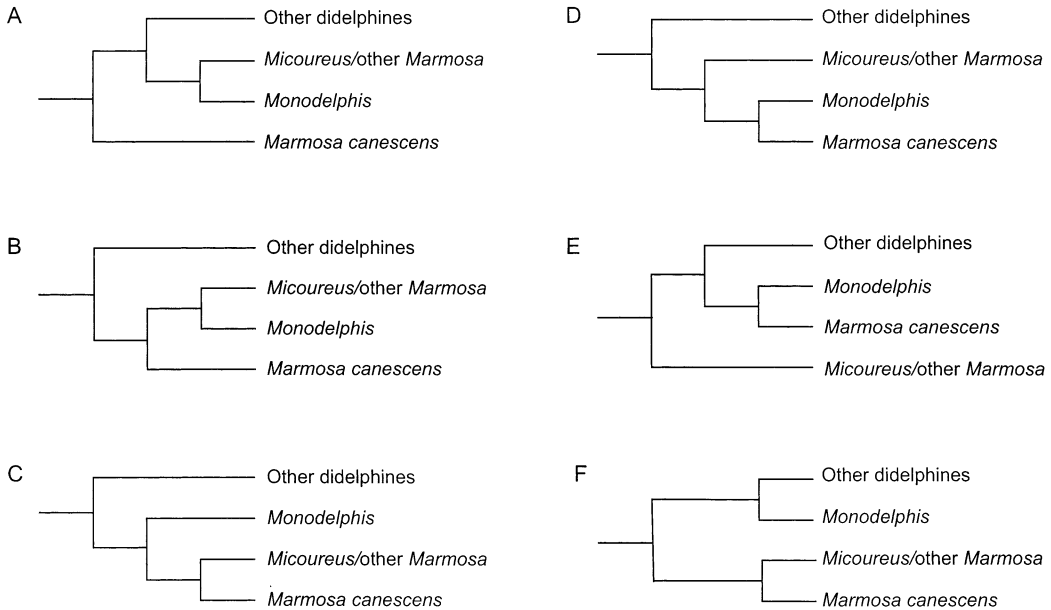 A
Other didelphines
Micoureus/other Marmosa
Monodelphis
Marmosa canescens
B
Other didelphines
Micoureus/other Marmosa
Monodelphis
Marmosa canescens
C
Other didelphines
Monodelphis
Micoureus/other Marmosa
Marmosa canescens
D
Other didelphines
Micoureus/other Marmosa
Monodelphis
Marmosa canescens
E
Other didelphines
Monodelphis
Marmosa canescens
Micoureus/other Marmosa
F
Other didelphines
Monodelphis
Micoureus/other Marmosa
Marmosa canescens